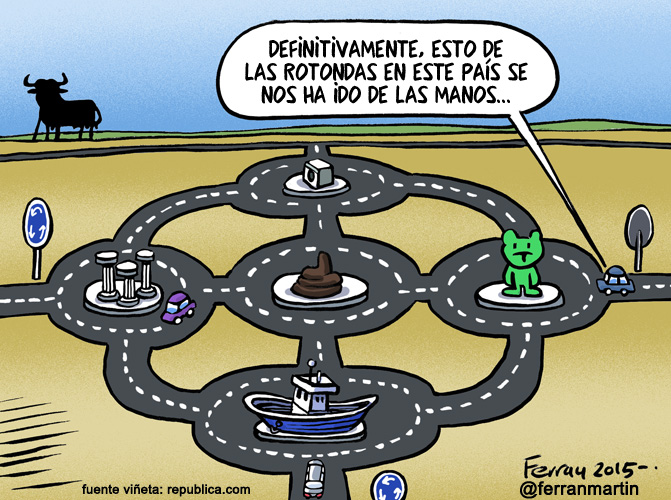 DEFINITIVAMENTE, ESTO DE
LAS ROTONDAS EN ESTE PAÍS SE
NOS HA IDO DE LAS MANOS...
Ferran 2015-.
@ferranmartin
fuente viñeta: republica.com